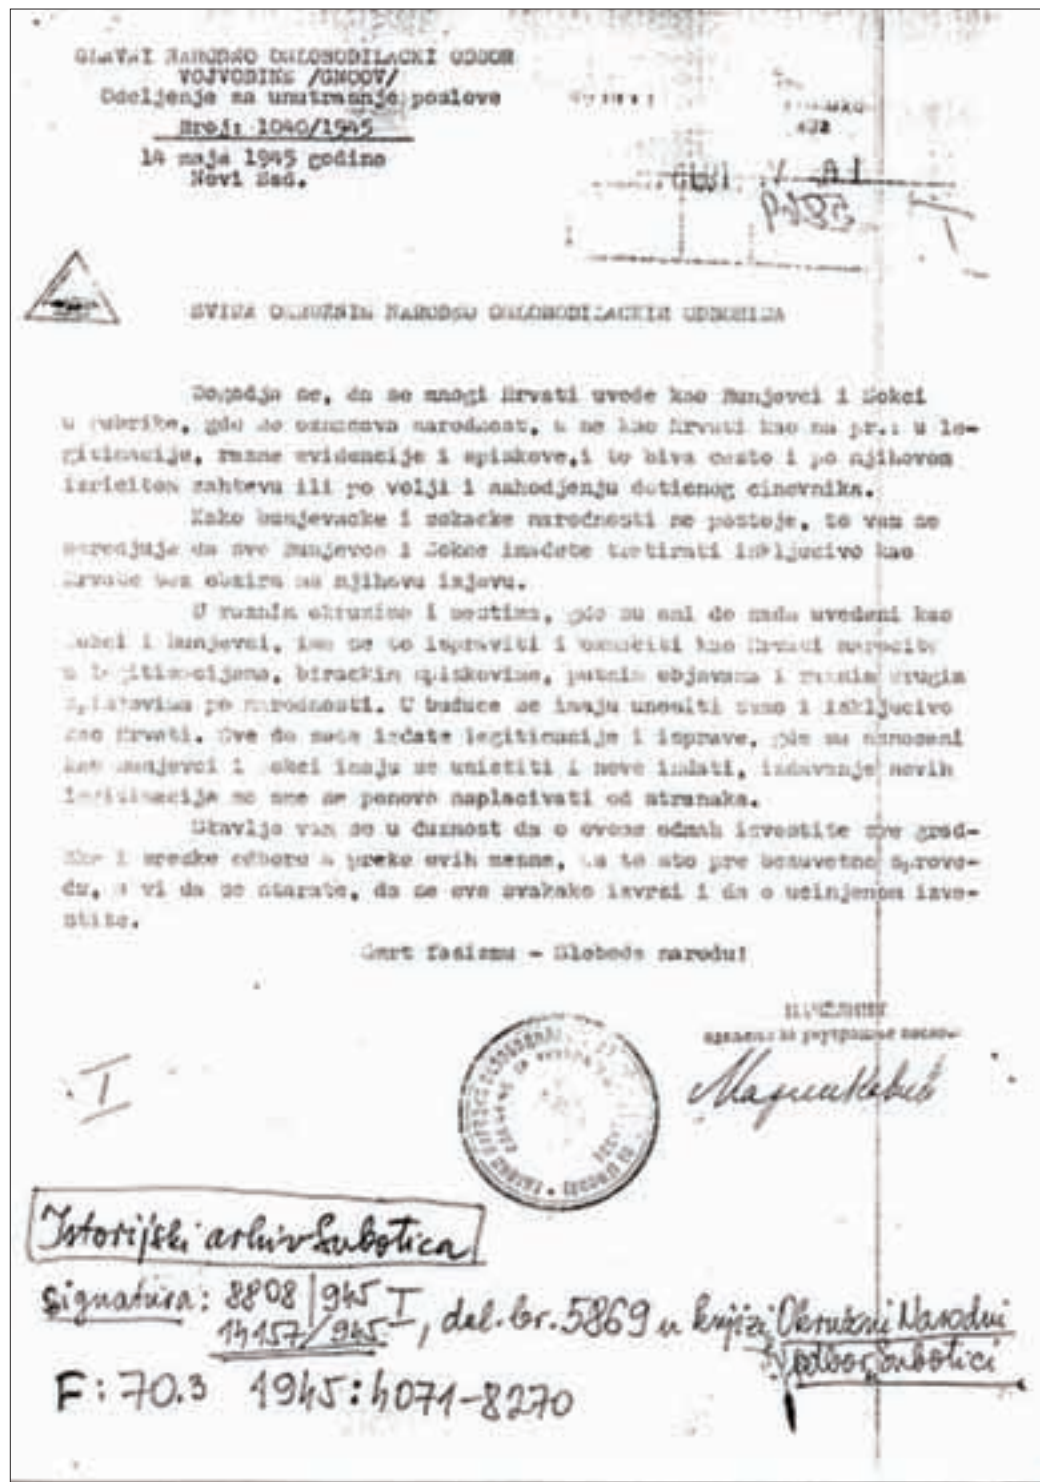 GLAVNI NARODNO OSLOBODILACKI ODBOR
VOJVODINE /GNOOV/
Odeljenje za unutrasnje poslove
Broj: 1040/1945
14 maja 1945 godine
Novi Sad.
SVIMA OKRUZNIM NARODNO OSLOBODILACKIM ODBORIMA
Dogadja se, da se mnogi Hrvati uvode kao Bunjevci i Sokci
u rubrike, gde se oznacava narodnost, a ne kao Hrvati kao na pr.: u le-
gitimacije, razne evidencije i spiskove,i to biva cesto i po njihovom
izricitom zahtevu ili po volji i nahodjenju doticnog cinovnika.
Kako bunjevacke i sokacke narodnosti ne postoje, to vam se
naredjuje da sve Bunjevce i Sokce imadete tretirati iskljucivo kao
Hrvate bez obzira na njihovu izjavu.
U raznim okruzima i mestima, gde su oni do sada uvedeni kao
Sokci i Bunjevci, ima se to ispraviti i oznaciti kao Hrvati narocito
u legitimacijama, birackim spiskovima, putnim objavama i raznim drugim
spiskovima po narodnosti. U buduce se imaju unositi samo i iskljucivo
kao Hrvati. Sve do sada izdate legitimacije i isprave, gde su oznaceni
kao Bunjevci i Sokci imaju se unistiti i nove izdati, izdavanje novih
legitimacija ne sme se ponovo naplacivati od stranaka.
Stavlja vam se u duznost da o ovome odmah izvestite sve grad-
ske i sreske odbore a preko ovih mesne, da to sto pre bezuvetno sprove-
du, a vi da se starate, da se ovo svakako izvrsi i da o ucinjenom izve-
stite.
Smrt fasizmu - Sloboda narodu!
I
Маринковић
Istorijski arhiv Subotica
signatura: 8808/945 I
14157/945, del. br. 5869 u knjizi Okružni Narodni
odbor Subotici
F: 70.3 1945: 4071-8270